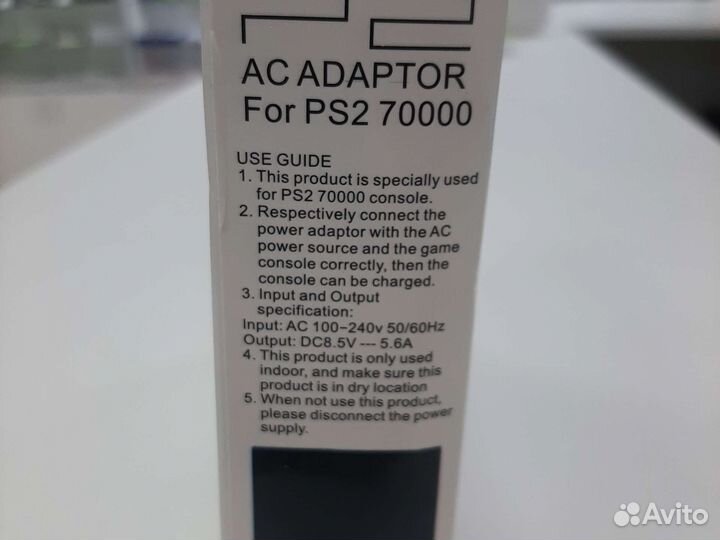 AC ADAPTOR
For PS2 70000
USE GUIDE
1. This product is specially used
for PS2 70000 console.
2. Respectively connect the
power adaptor with the AC
power source and the game
console correctly, then the
console can be charged.
3. Input and Output
specification:
Input: AC 100-240v 50/60Hz
Output: DC8.5V --- 5.6A
4. This product is only used
indoor, and make sure this
product is in dry location
5. When not use this product,
please disconnect the power
supply.
Avito